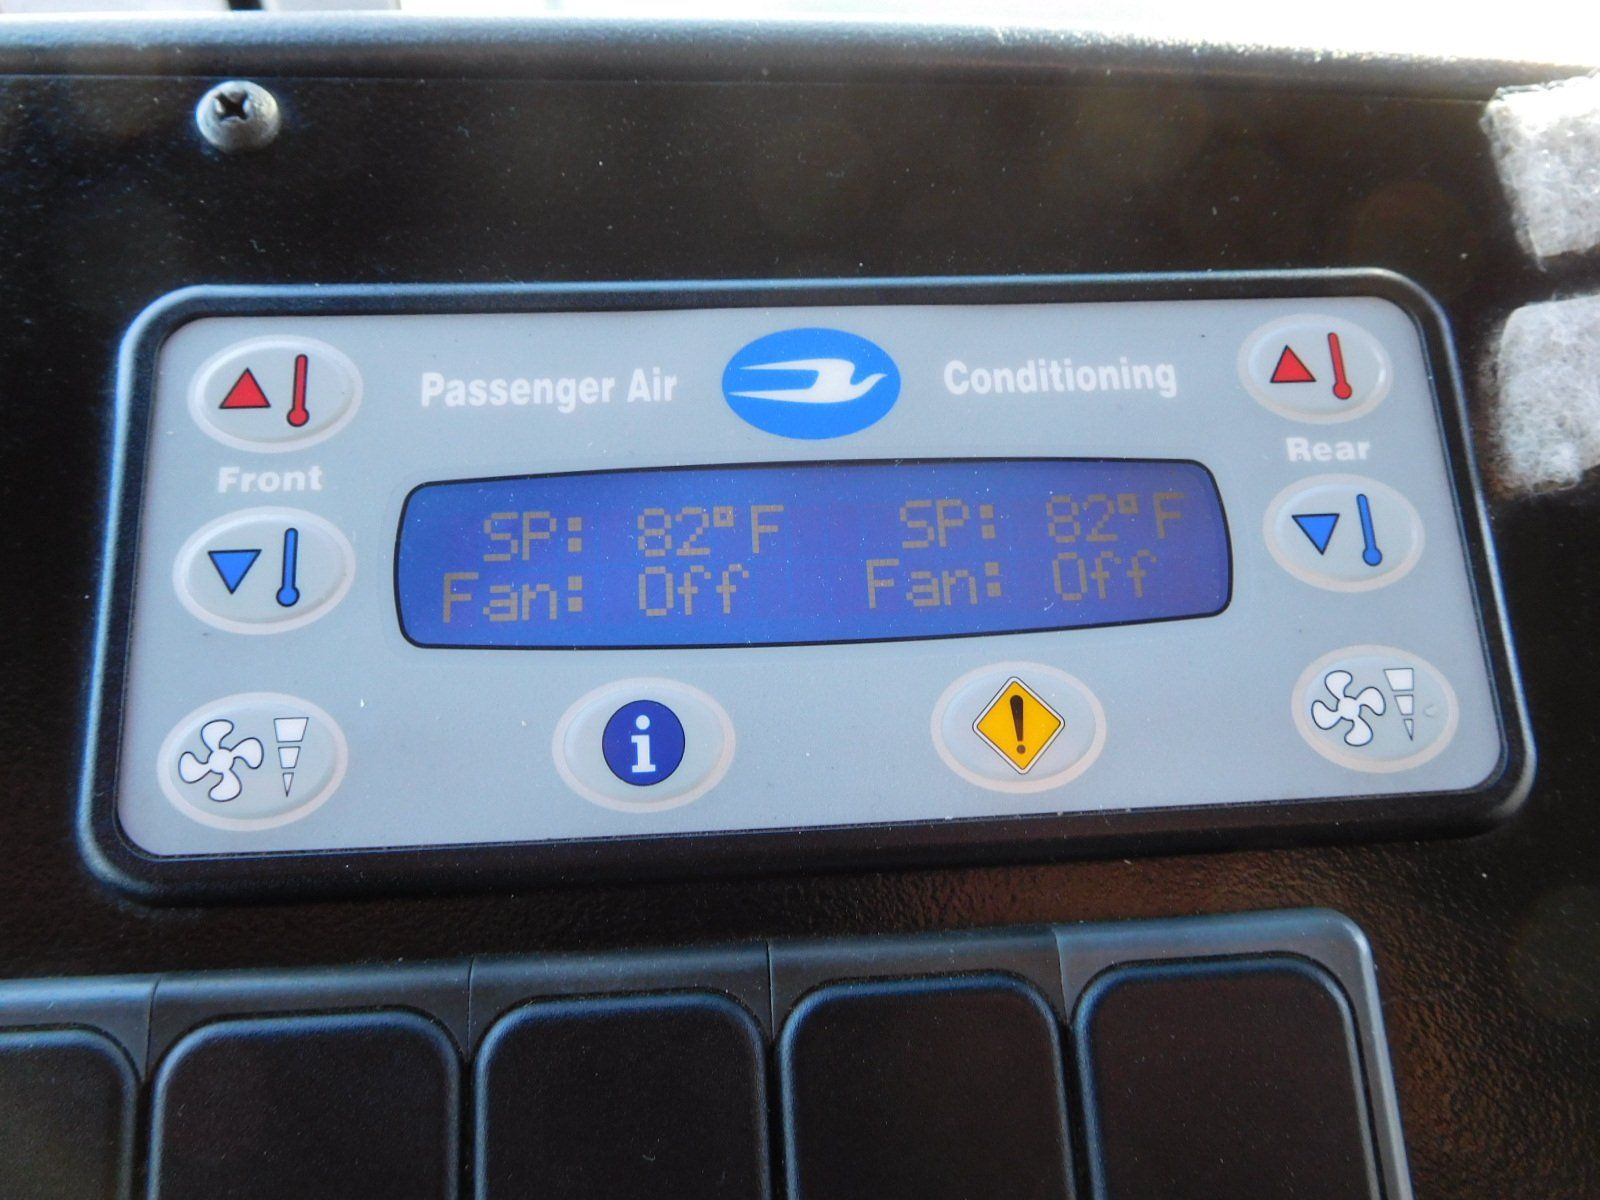 Passenger Air Conditioning
Front
Rear
SP: 82°F SP: 82°F
Fan: Off Fan: Off
i
!